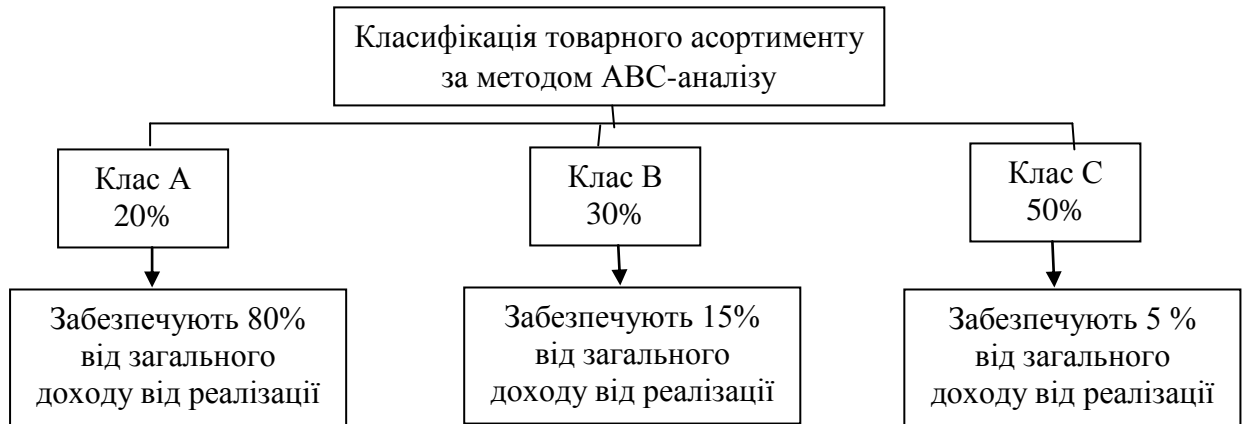 Класифікація товарного асортименту
за методом АВС-аналізу
Клас А
20%
Клас В
30%
Клас С
50%
Забезпечують 80%
від загального
доходу від реалізації
Забезпечують 15%
від загального
доходу від реалізації
Забезпечують 5 %
від загального
доходу від реалізації